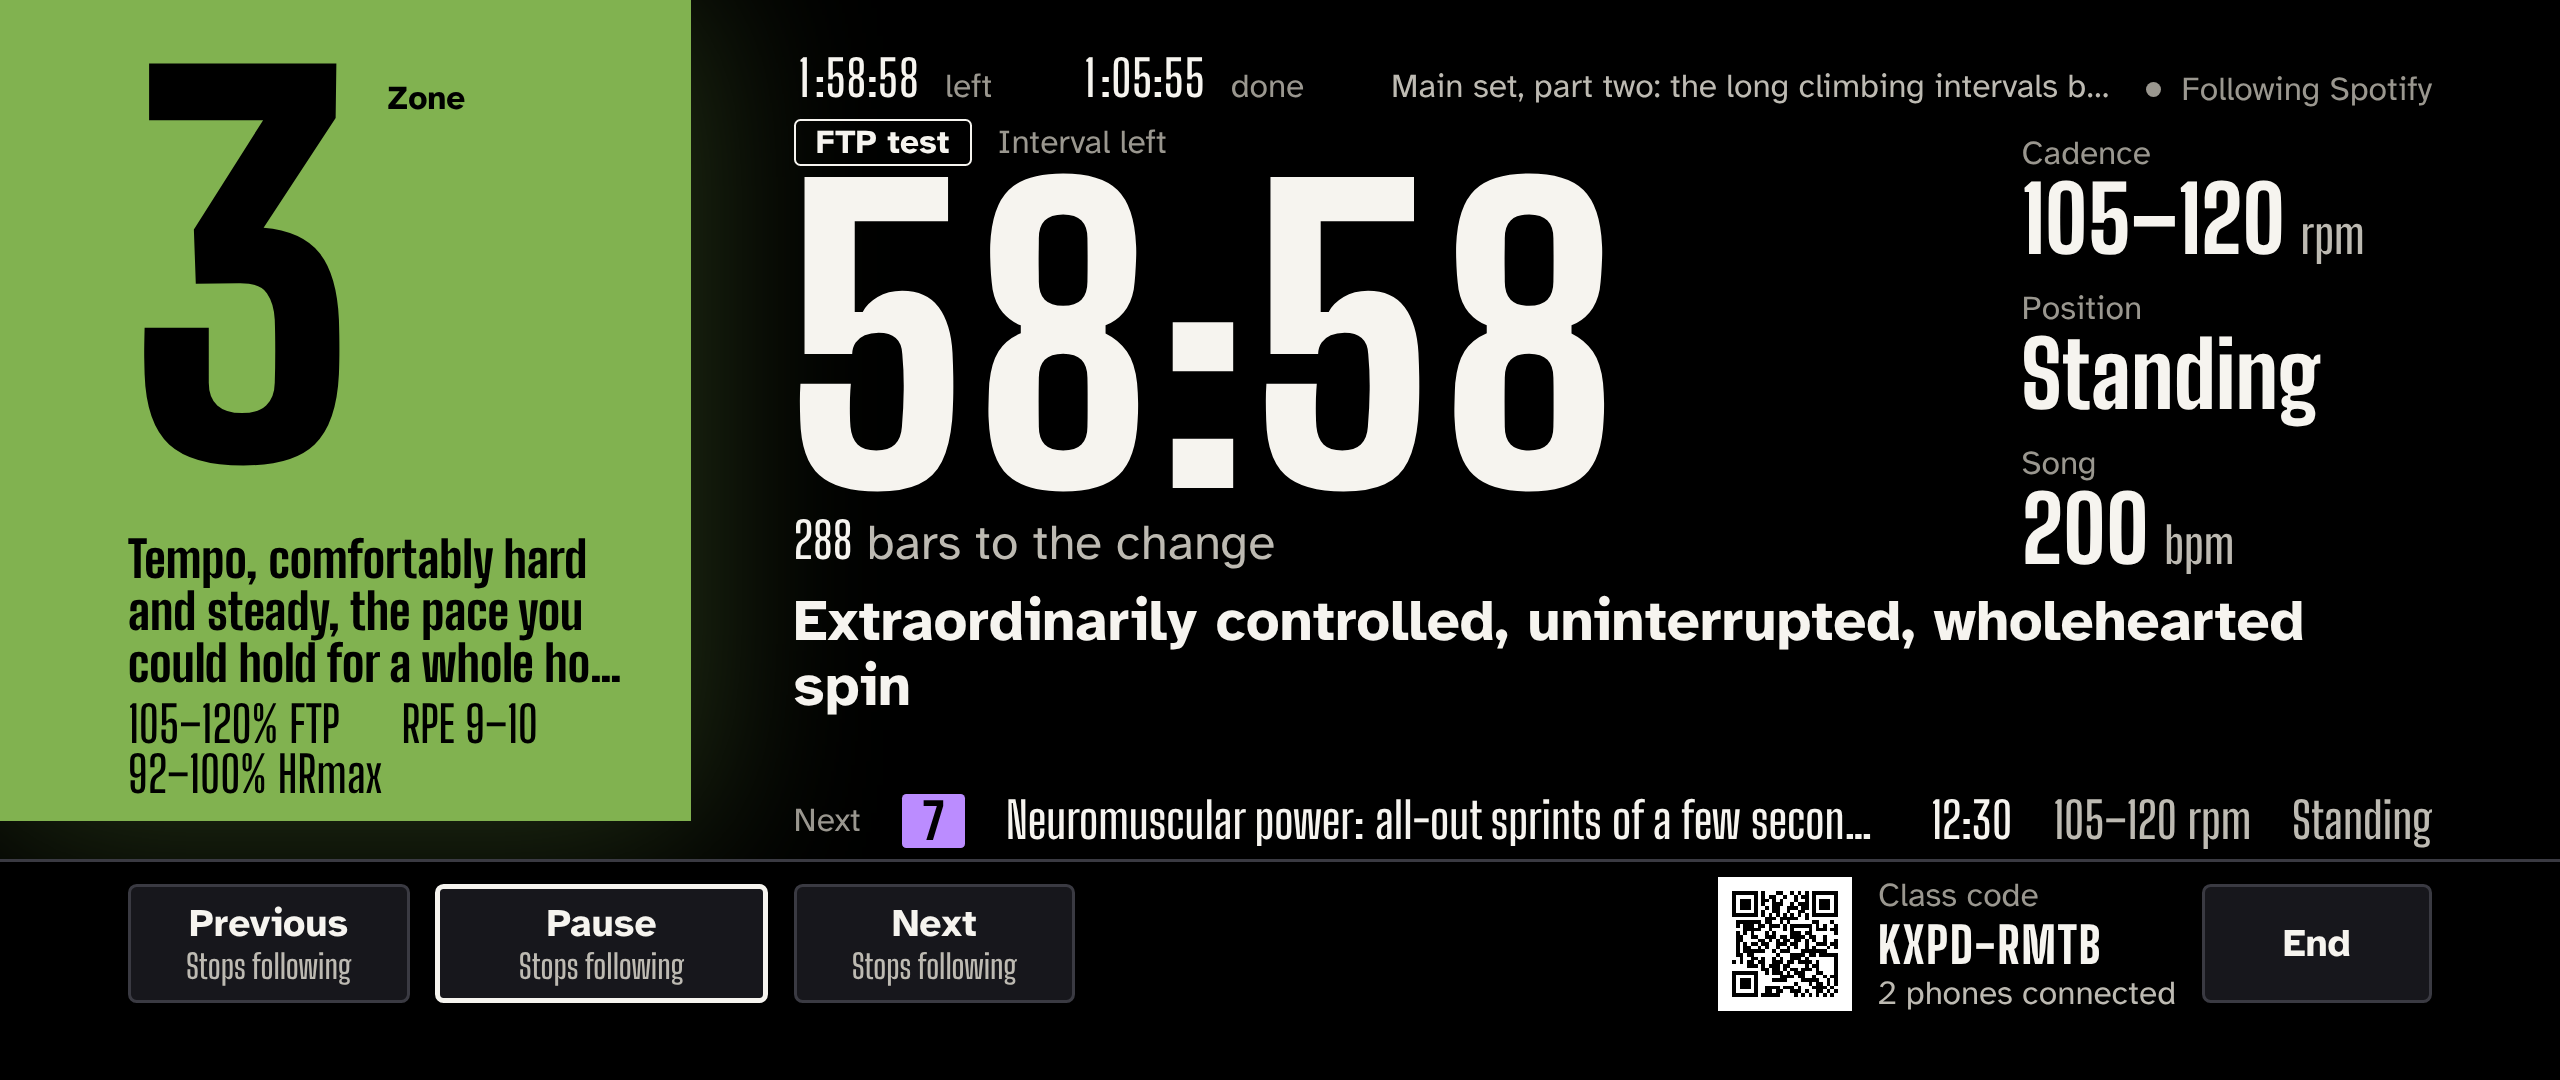 3
Zone
Tempo, comfortably hard
and steady, the pace you
could hold for a whole ho...
105–120% FTP RPE 9–10
92–100% HRmax
1:58:58 left 1:05:55 done Main set, part two: the long climbing intervals b... Following Spotify
FTP test Interval left
58:58
288 bars to the change
Cadence
105–120 rpm
Position
Standing
Song
200 bpm
Extraordinarily controlled, uninterrupted, wholehearted
spin
Next 7 Neuromuscular power: all-out sprints of a few secon... 12:30 105–120 rpm Standing
Previous
Stops following
Pause
Stops following
Next
Stops following
Class code
KXPD-RMTB
2 phones connected
End